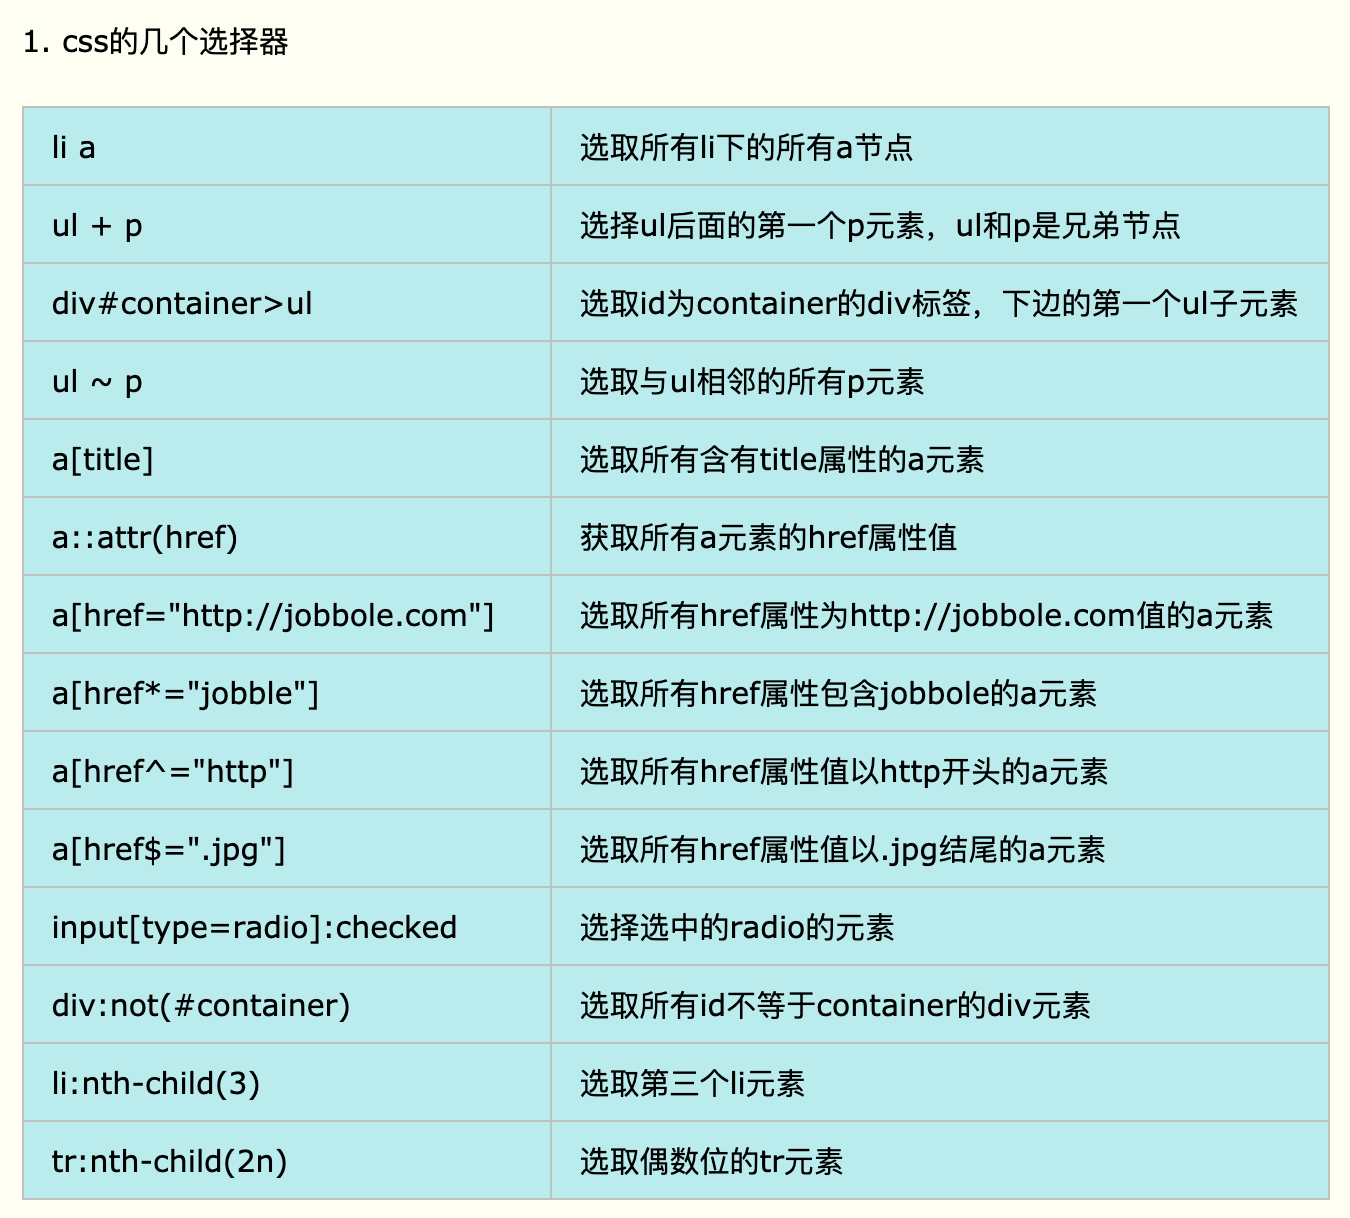 1. css的几个选择器
li a 选取所有li下的所有a节点
ul + p 选择ul后面的第一个p元素，ul和p是兄弟节点
div#container>ul 选取id为container的div标签，下边的第一个ul子元素
ul ~ p 选取与ul相邻的所有p元素
a[title] 选取所有含有title属性的a元素
a::attr(href) 获取所有a元素的href属性值
a[href="http://jobbole.com"] 选取所有href属性为http://jobbole.com值的a元素
a[href*="jobble"] 选取所有href属性包含jobbole的a元素
a[href^="http"] 选取所有href属性值以http开头的a元素
a[href$=".jpg"] 选取所有href属性值以.jpg结尾的a元素
input[type=radio]:checked 选择选中的radio的元素
div:not(#container) 选取所有id不等于container的div元素
li:nth-child(3) 选取第三个li元素
tr:nth-child(2n) 选取偶数位的tr元素